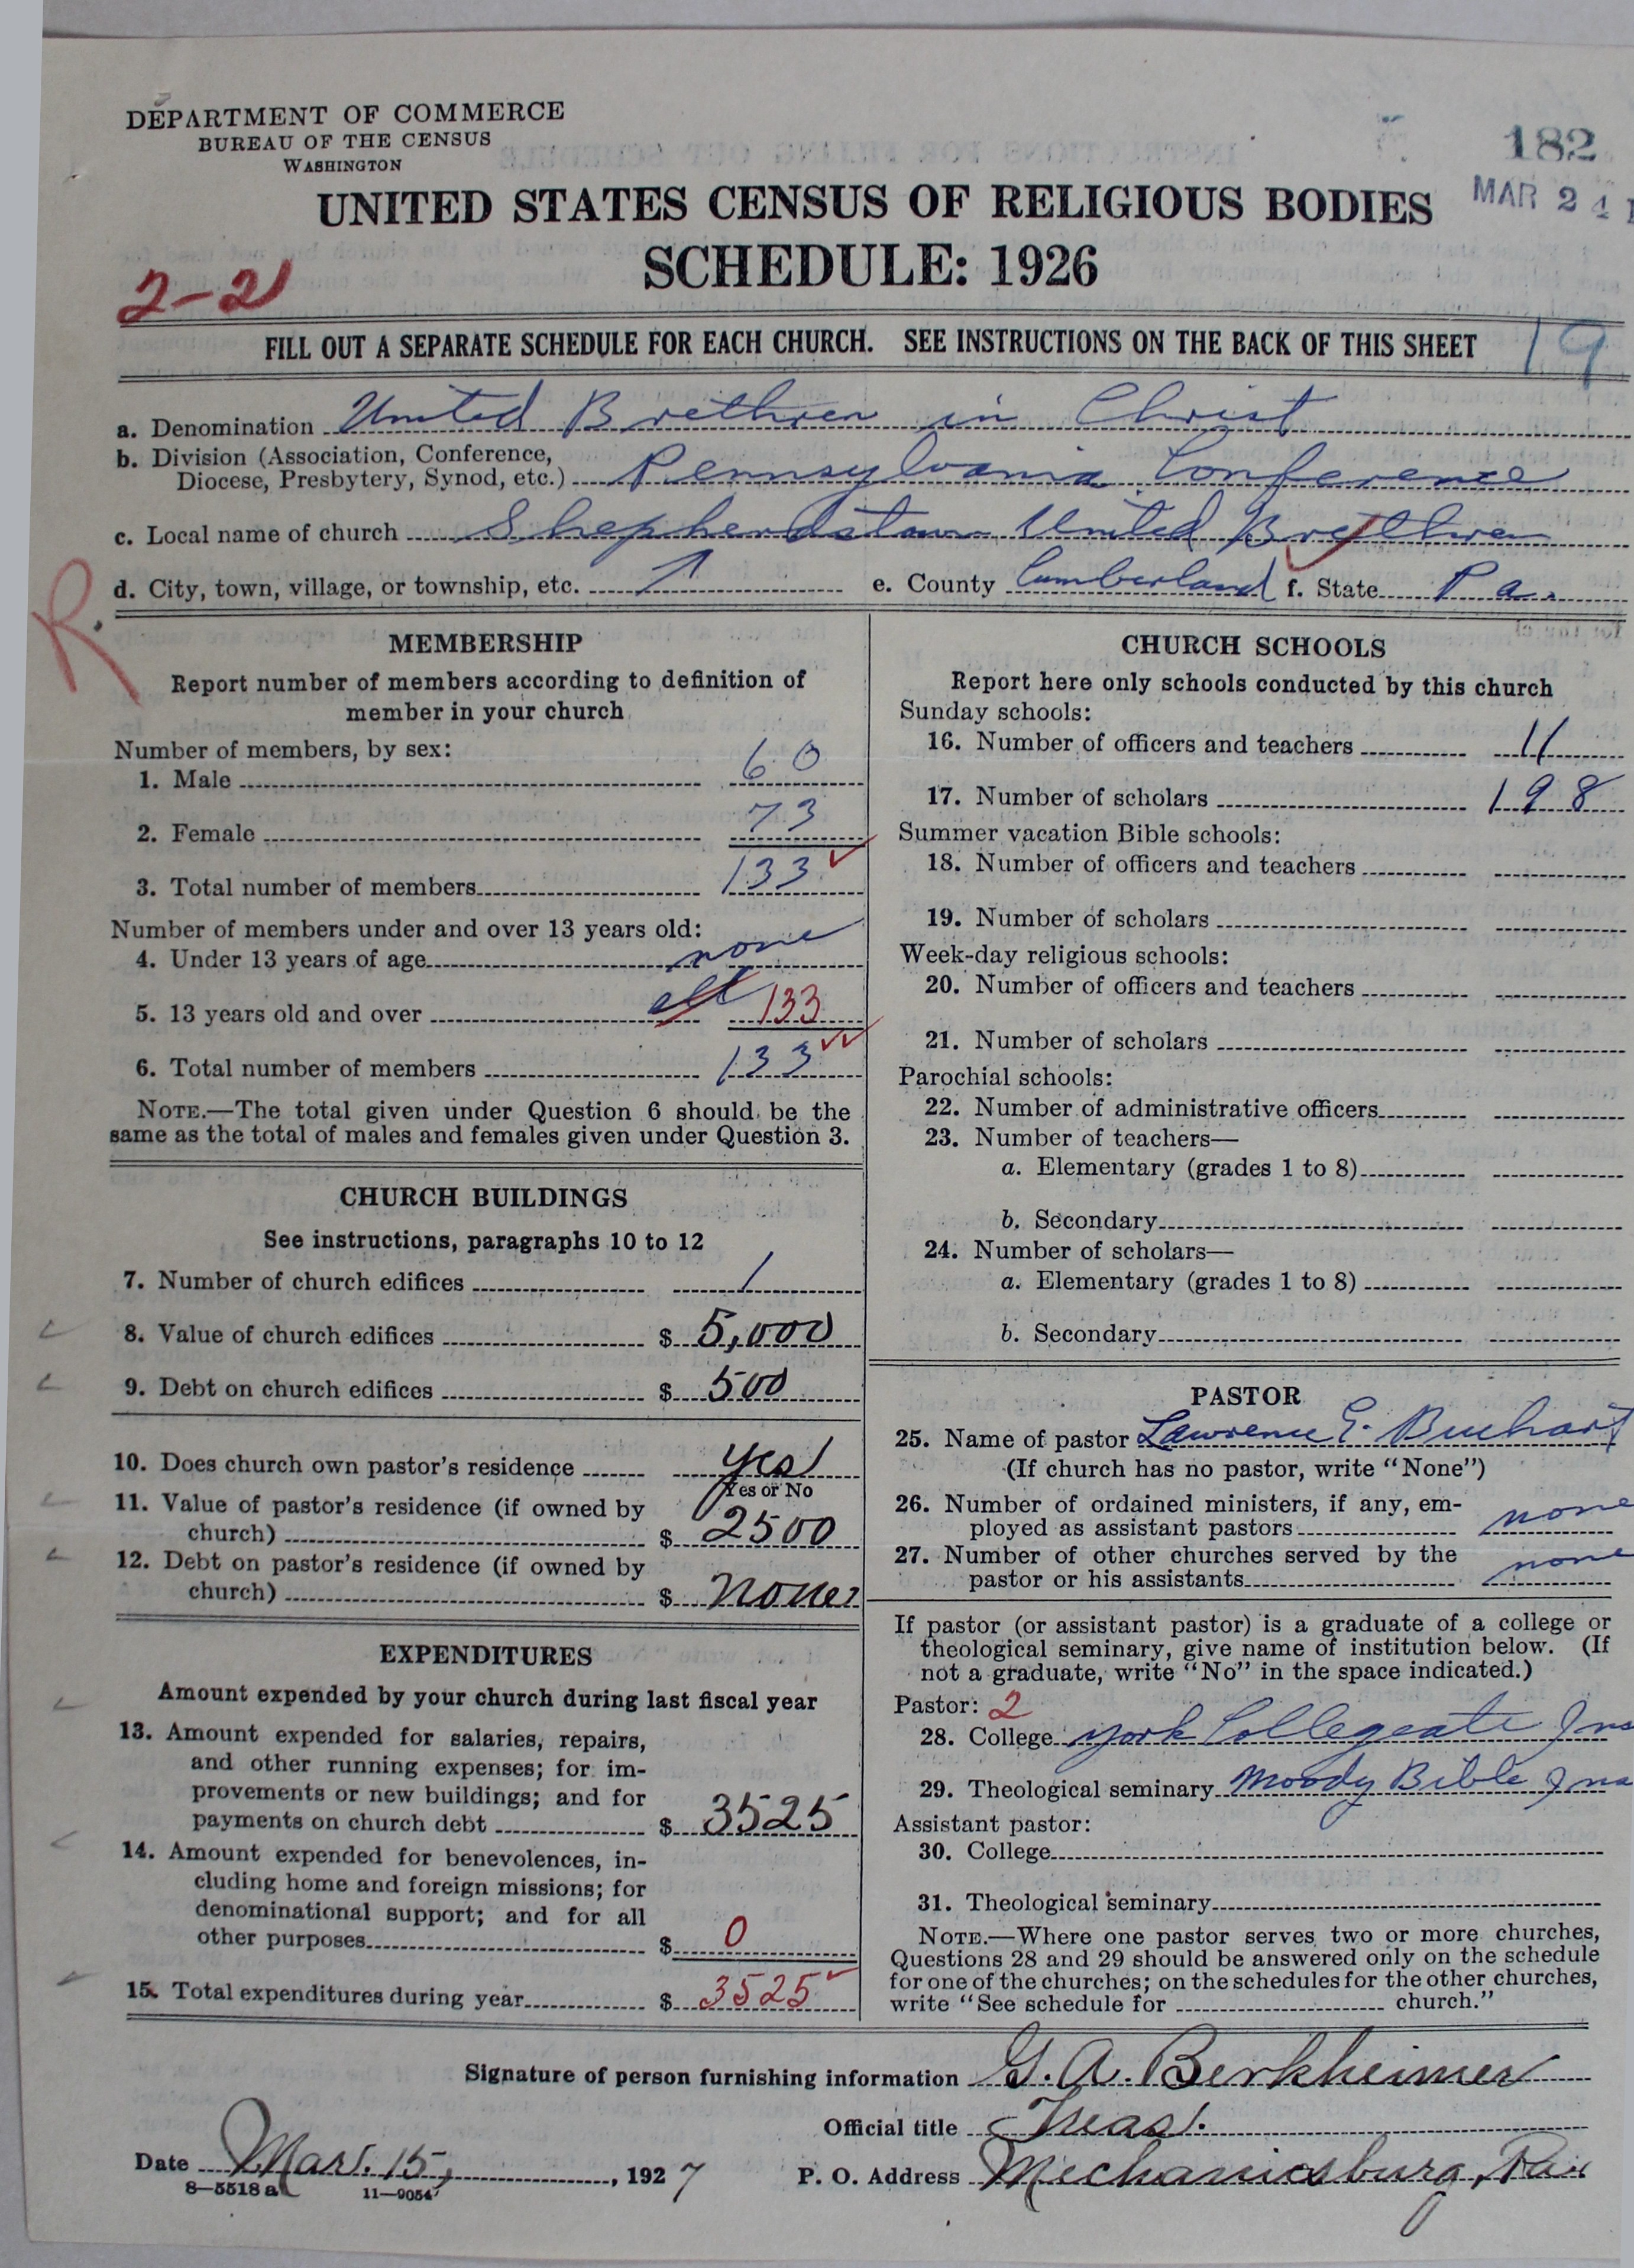 DEPARTMENT OF COMMERCE
BUREAU OF THE CENSUS
WASHINGTON
182
MAR 24
UNITED STATES CENSUS OF RELIGIOUS BODIES
SCHEDULE: 1926
2-21
FILL OUT A SEPARATE SCHEDULE FOR EACH CHURCH. SEE INSTRUCTIONS ON THE BACK OF THIS SHEET
19
a. Denomination United Brethren in Christ
b. Division (Association, Conference,
Diocese, Presbytery, Synod, etc.) Pennsylvania Conference
c. Local name of church Shepherdstown United Brethren
d. City, town, village, or township, etc. e. County Cumberland f. State Pa.
R.
MEMBERSHIP
Report number of members according to definition of
member in your church
Number of members, by sex:
1. Male 60
2. Female 73
3. Total number of members 133
Number of members under and over 13 years old:
4. Under 13 years of age none
5. 13 years old and over all 133
6. Total number of members 133
NOTE.—The total given under Question 6 should be the
same as the total of males and females given under Question 3.
CHURCH BUILDINGS
See instructions, paragraphs 10 to 12
7. Number of church edifices 1
8. Value of church edifices $ 5,000
9. Debt on church edifices $ 500
10. Does church own pastor's residence yes
Yes or No
11. Value of pastor's residence (if owned by
church) $ 2500
12. Debt on pastor's residence (if owned by
church) $ none
EXPENDITURES
Amount expended by your church during last fiscal year
13. Amount expended for salaries, repairs,
and other running expenses; for im-
provements or new buildings; and for
payments on church debt $ 3525
14. Amount expended for benevolences, in-
cluding home and foreign missions; for
denominational support; and for all
other purposes $ 0
15. Total expenditures during year $ 3525
CHURCH SCHOOLS
Report here only schools conducted by this church
Sunday schools:
16. Number of officers and teachers 11
17. Number of scholars 198
Summer vacation Bible schools:
18. Number of officers and teachers
19. Number of scholars
Week-day religious schools:
20. Number of officers and teachers
21. Number of scholars
Parochial schools:
22. Number of administrative officers
23. Number of teachers—
a. Elementary (grades 1 to 8)
b. Secondary
24. Number of scholars—
a. Elementary (grades 1 to 8)
b. Secondary
PASTOR
25. Name of pastor Lawrence E.
(If church has no pastor, write "None")
26. Number of ordained ministers, if any, em-
ployed as assistant pastors none
27. Number of other churches served by the
pastor or his assistants none
If pastor (or assistant pastor) is a graduate of a college or
theological seminary, give name of institution below. (If
not a graduate, write "No" in the space indicated.)
Pastor: 2
28. College York Collegeate Ins
29. Theological seminary Moody Bible Ins
Assistant pastor:
30. College
31. Theological seminary
NOTE.—Where one pastor serves two or more churches,
Questions 28 and 29 should be answered only on the schedule
for one of the churches; on the schedules for the other churches,
write "See schedule for church."
Signature of person furnishing information G. A. Berkheimer
Official title Treas.
Date Mar. 15, 1927 P. O. Address Mechanicsburg, Pa
8—5518 a 11—9054